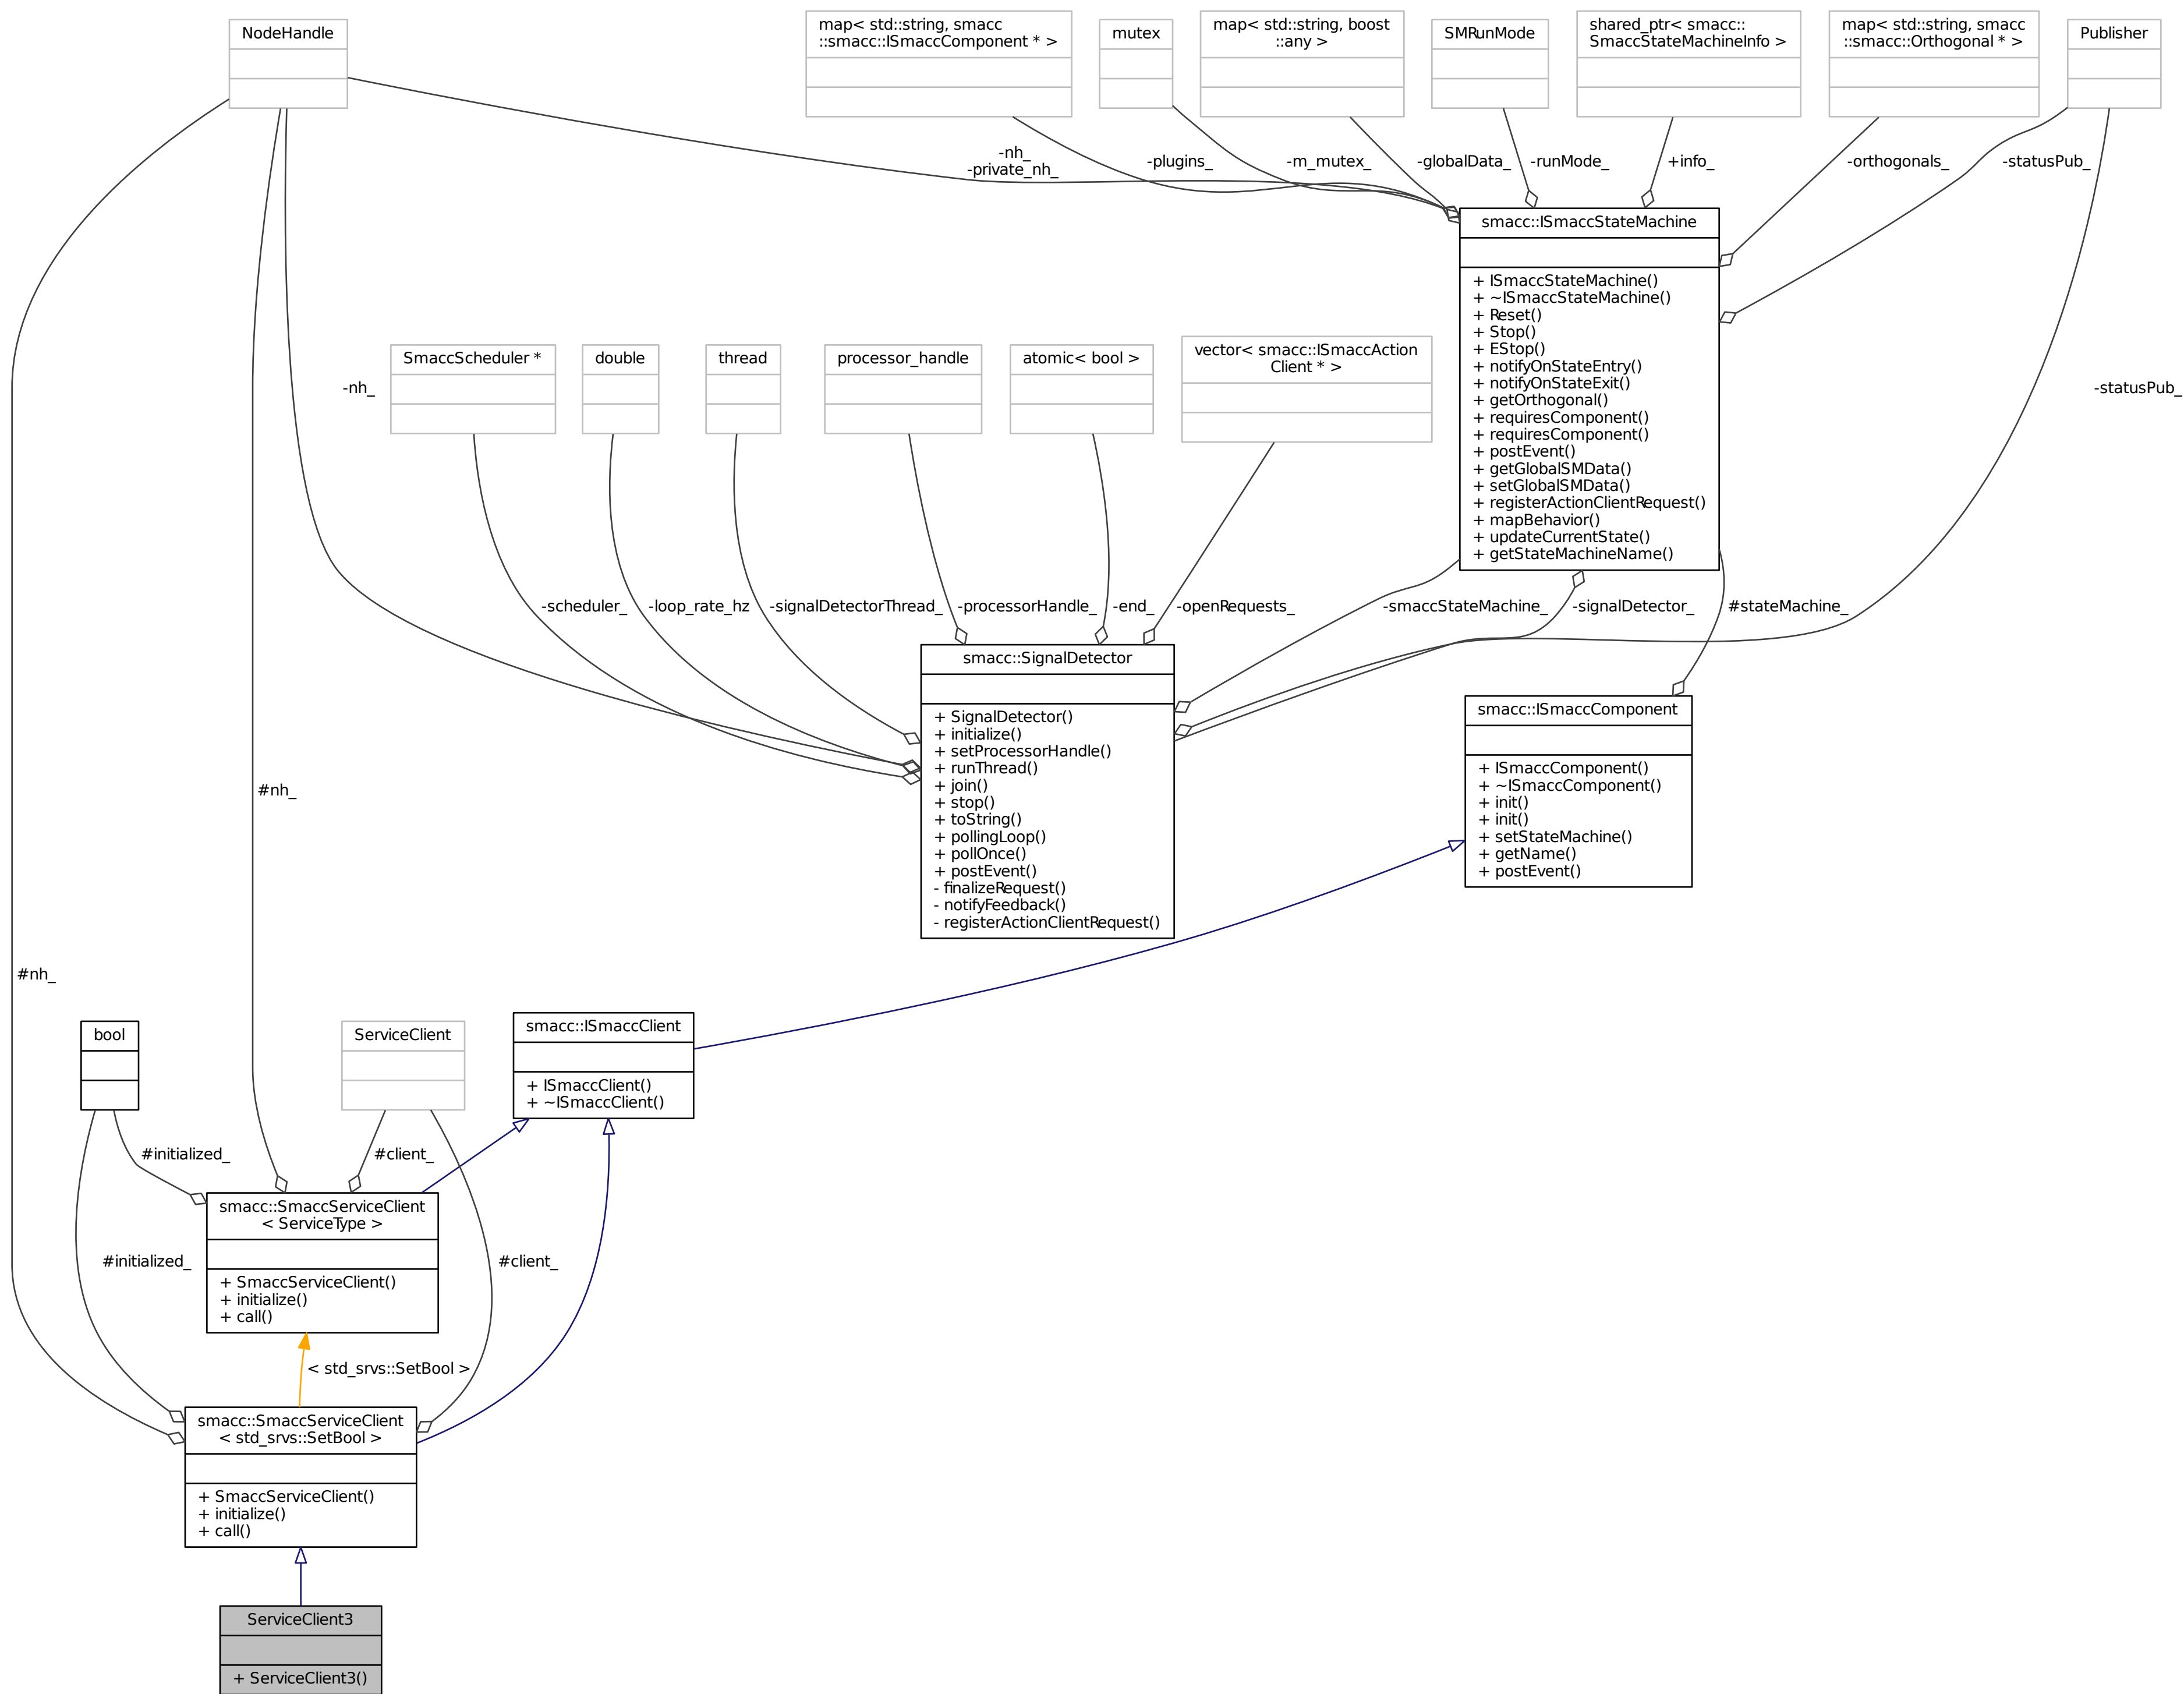 NodeHandle
map< std::string, smacc
::smacc::ISmaccComponent * >
mutex
map< std::string, boost
::any >
SMRunMode
shared_ptr< smacc::
SmaccStateMachineInfo >
map< std::string, smacc
::smacc::Orthogonal * >
Publisher
-nh_
-private_nh_
-plugins_
-m_mutex_
-globalData_
-runMode_
+info_
-orthogonals_
-statusPub_
smacc::ISmaccStateMachine
+ ISmaccStateMachine()
+ ~ISmaccStateMachine()
+ Reset()
+ Stop()
+ EStop()
+ notifyOnStateEntry()
+ notifyOnStateExit()
+ getOrthogonal()
+ requiresComponent()
+ requiresComponent()
+ postEvent()
+ getGlobalSMData()
+ setGlobalSMData()
+ registerActionClientRequest()
+ mapBehavior()
+ updateCurrentState()
+ getStateMachineName()
-nh_
SmaccScheduler *
double
thread
processor_handle
atomic< bool >
vector< smacc::ISmaccAction
Client * >
-statusPub_
-scheduler_
-loop_rate_hz
-signalDetectorThread_
-processorHandle_
-end_
-openRequests_
-smaccStateMachine_
-signalDetector_
#stateMachine_
smacc::SignalDetector
+ SignalDetector()
+ initialize()
+ setProcessorHandle()
+ runThread()
+ join()
+ stop()
+ toString()
+ pollingLoop()
+ pollOnce()
+ postEvent()
- finalizeRequest()
- notifyFeedback()
- registerActionClientRequest()
smacc::ISmaccComponent
+ ISmaccComponent()
+ ~ISmaccComponent()
+ init()
+ init()
+ setStateMachine()
+ getName()
+ postEvent()
#nh_
#nh_
bool
ServiceClient
smacc::ISmaccClient
+ ISmaccClient()
+ ~ISmaccClient()
#initialized_
#client_
smacc::SmaccServiceClient
< ServiceType >
+ SmaccServiceClient()
+ initialize()
+ call()
#initialized_
#client_
< std_srvs::SetBool >
smacc::SmaccServiceClient
< std_srvs::SetBool >
+ SmaccServiceClient()
+ initialize()
+ call()
ServiceClient3
+ ServiceClient3()